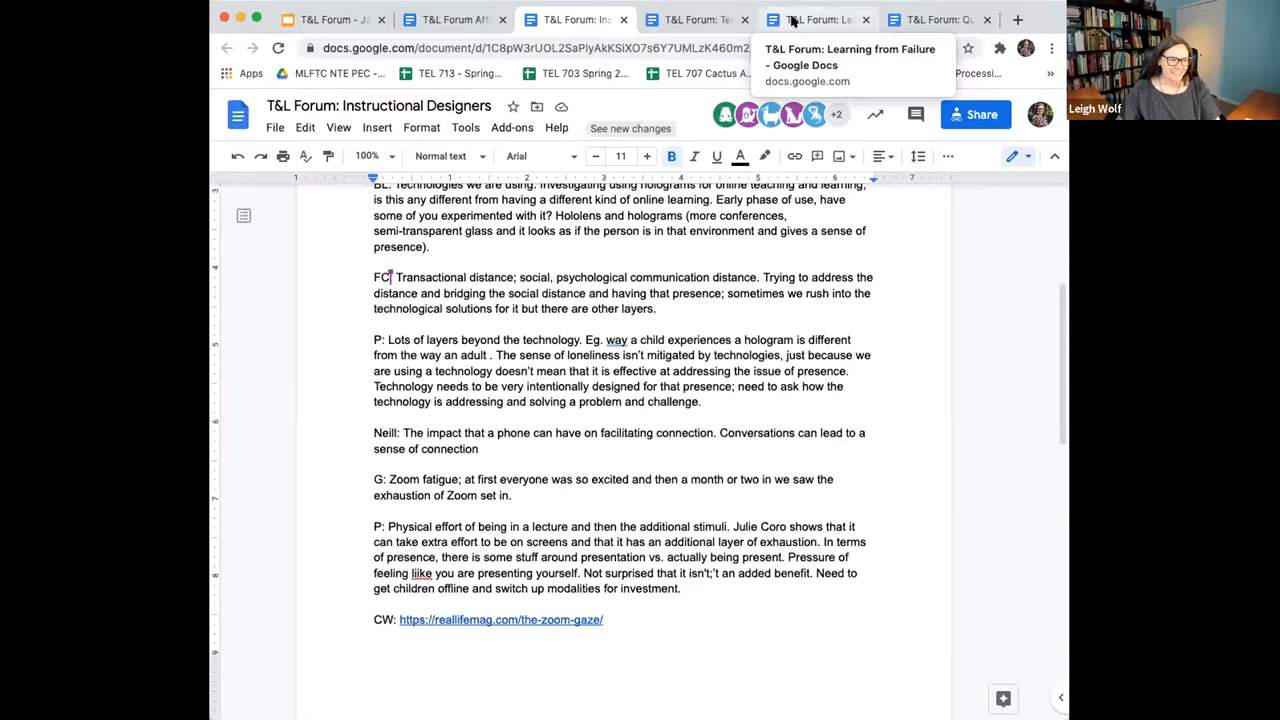 T&L Forum - Ja
T&L Forum Aff
T&L Forum: Ins
T&L Forum: Te
T&L Forum: Le
T&L Forum: Qu
docs.google.com/document/d/1C8pW3rUOL2SaPlyAkKSiXO7s6Y7UMLzK460m2
T&L Forum: Learning from Failure
- Google Docs
docs.google.com
Apps
MLFTC NTE PEC -...
TEL 713 - Spring...
TEL 703 Spring 2
TEL 707 Cactus A
Processi...
»
Leigh Wolf
T&L Forum: Instructional Designers
+2
Share
File Edit View Insert Format Tools Add-ons Help
See new changes
100% Normal text Arial 11 B I U A
1 1 2 3 4 5 6 7
BL: Technologies we are using. Investigating using holograms for online teaching and learning,
is this any different from having a different kind of online learning. Early phase of use, have
some of you experimented with it? Hololens and holograms (more conferences,
semi-transparent glass and it looks as if the person is in that environment and gives a sense of
presence).
FC: Transactional distance; social, psychological communication distance. Trying to address the
distance and bridging the social distance and having that presence; sometimes we rush into the
technological solutions for it but there are other layers.
P: Lots of layers beyond the technology. Eg. way a child experiences a hologram is different
from the way an adult . The sense of loneliness isn't mitigated by technologies, just because we
are using a technology doesn't mean that it is effective at addressing the issue of presence.
Technology needs to be very intentionally designed for that presence; need to ask how the
technology is addressing and solving a problem and challenge.
Neill: The impact that a phone can have on facilitating connection. Conversations can lead to a
sense of connection
G: Zoom fatigue; at first everyone was so excited and then a month or two in we saw the
exhaustion of Zoom set in.
P: Physical effort of being in a lecture and then the additional stimuli. Julie Coro shows that it
can take extra effort to be on screens and that it has an additional layer of exhaustion. In terms
of presence, there is some stuff around presentation vs. actually being present. Pressure of
feeling liike you are presenting yourself. Not surprised that it isn't;'t an added benefit. Need to
get children offline and switch up modalities for investment.
CW: https://reallifemag.com/the-zoom-gaze/
3
4
5
6
7
8
9